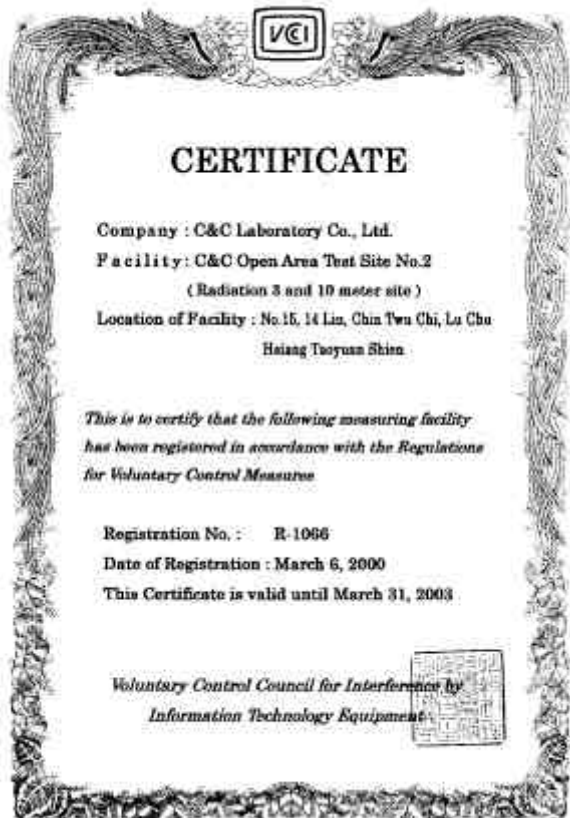 VCCI
CERTIFICATE
Company : C&C Laboratory Co., Ltd.
Facility : C&C Open Area Test Site No.2
( Radiation 3 and 10 meter site )
Location of Facility : No.15, 14 Lin, Chin Twu Chi, Lu Chu
Hsiang Taoyuan Shien
This is to certify that the following measuring facility
has been registered in accordance with the Regulations
for Voluntary Control Measures
Registration No. : R-1066
Date of Registration : March 6, 2000
This Certificate is valid until March 31, 2003
Voluntary Control Council for Interference by
Information Technology Equipment